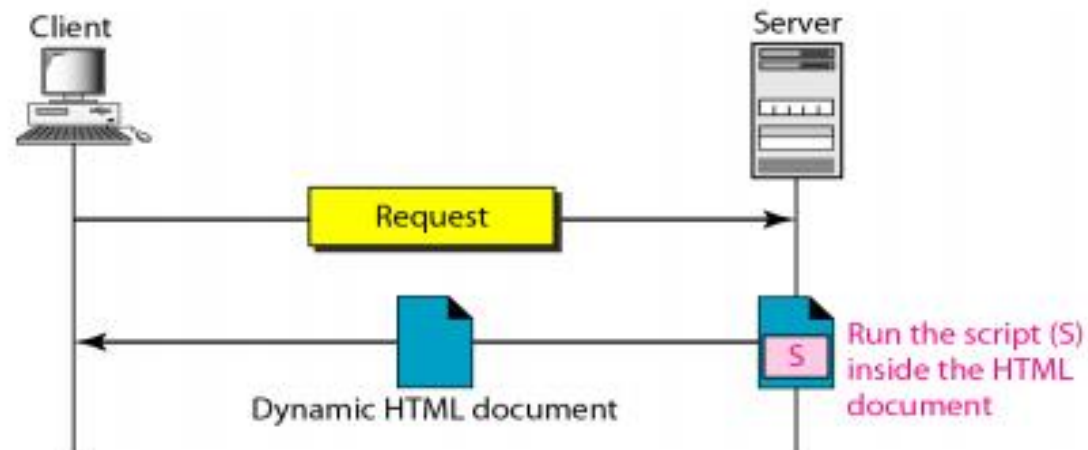 Client
Server
Request
S
Run the script (S)
inside the HTML
document
Dynamic HTML document